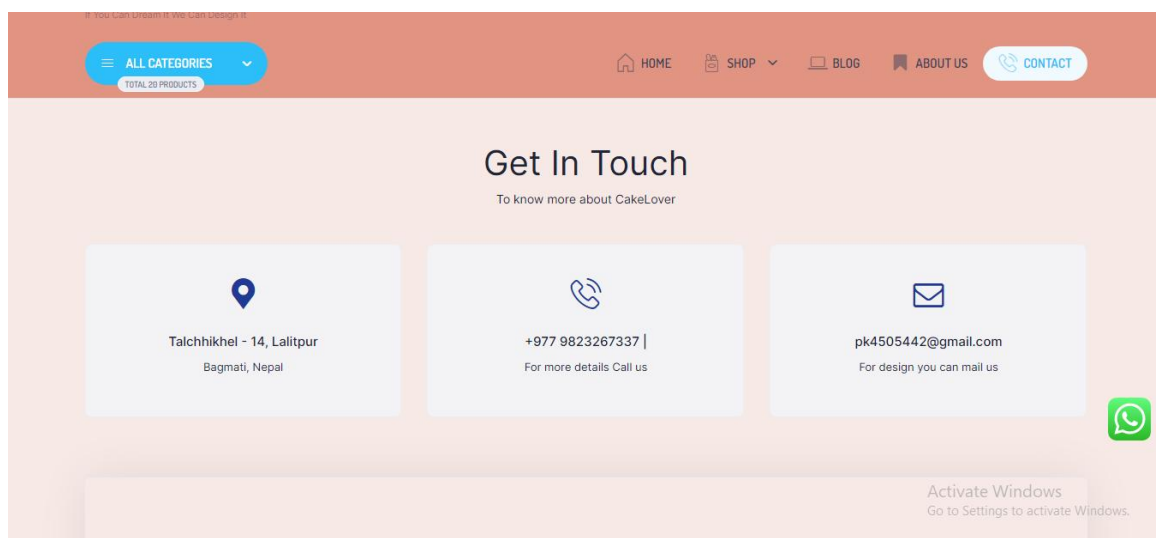 If You Can Dream It We Can Design It
ALL CATEGORIES
TOTAL 20 PRODUCTS
HOME
SHOP
BLOG
ABOUT US
CONTACT
Get In Touch
To know more about CakeLover
Talchhikhel - 14, Lalitpur
Bagmati, Nepal
+977 9823267337 |
For more details Call us
pk4505442@gmail.com
For design you can mail us
Activate Windows
Go to Settings to activate Windows.